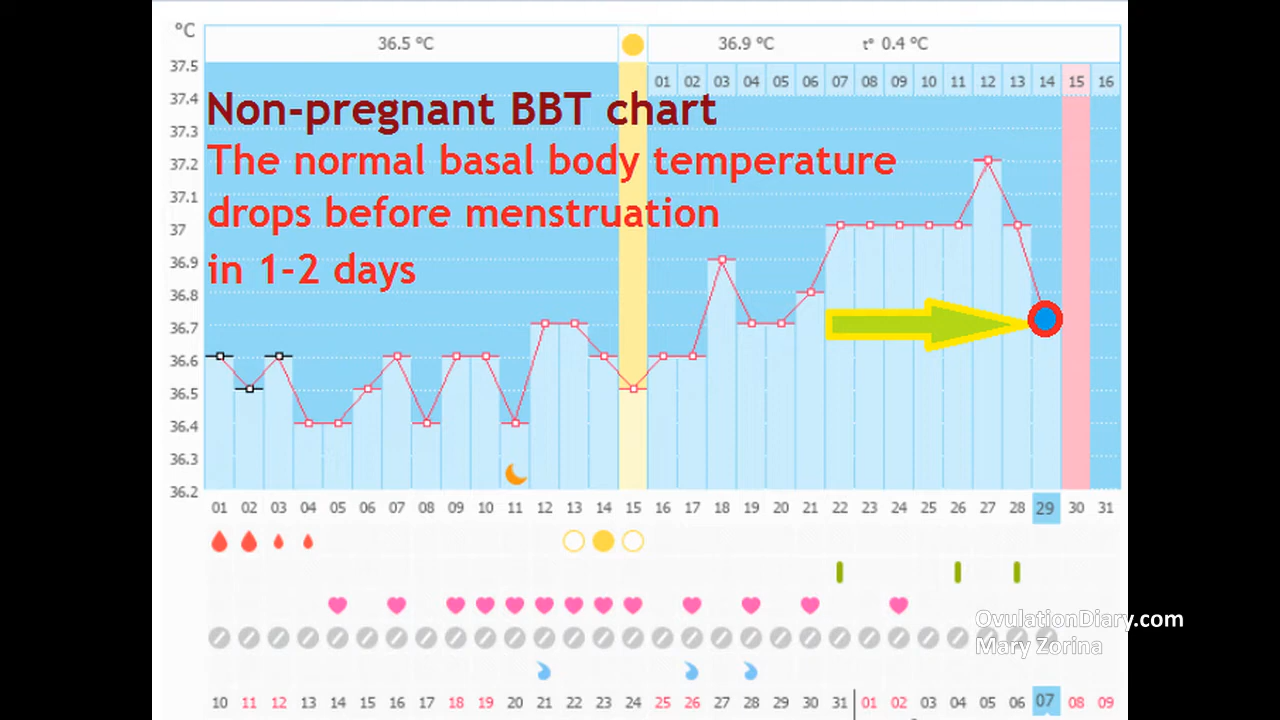 °C
36.5 °C 36.9 °C t° 0.4 °C
37.5
01 02 03 04 05 06 07 08 09 10 11 12 13 14 15 16
37.4
Non-pregnant BBT chart
37.3
The normal basal body temperature
37.2
37.1
drops before menstruation
37
36.9
in 1-2 days
36.8
36.7
36.6
36.5
36.4
36.3
36.2
01 02 03 04 05 06 07 08 09 10 11 12 13 14 15 16 17 18 19 20 21 22 23 24 25 26 27 28 29 30 31
OvulationDiary.com
Mary Zorina
10 11 12 13 14 15 16 17 18 19 20 21 22 23 24 25 26 27 28 29 30 31 01 02 03 04 05 06 07 08 09